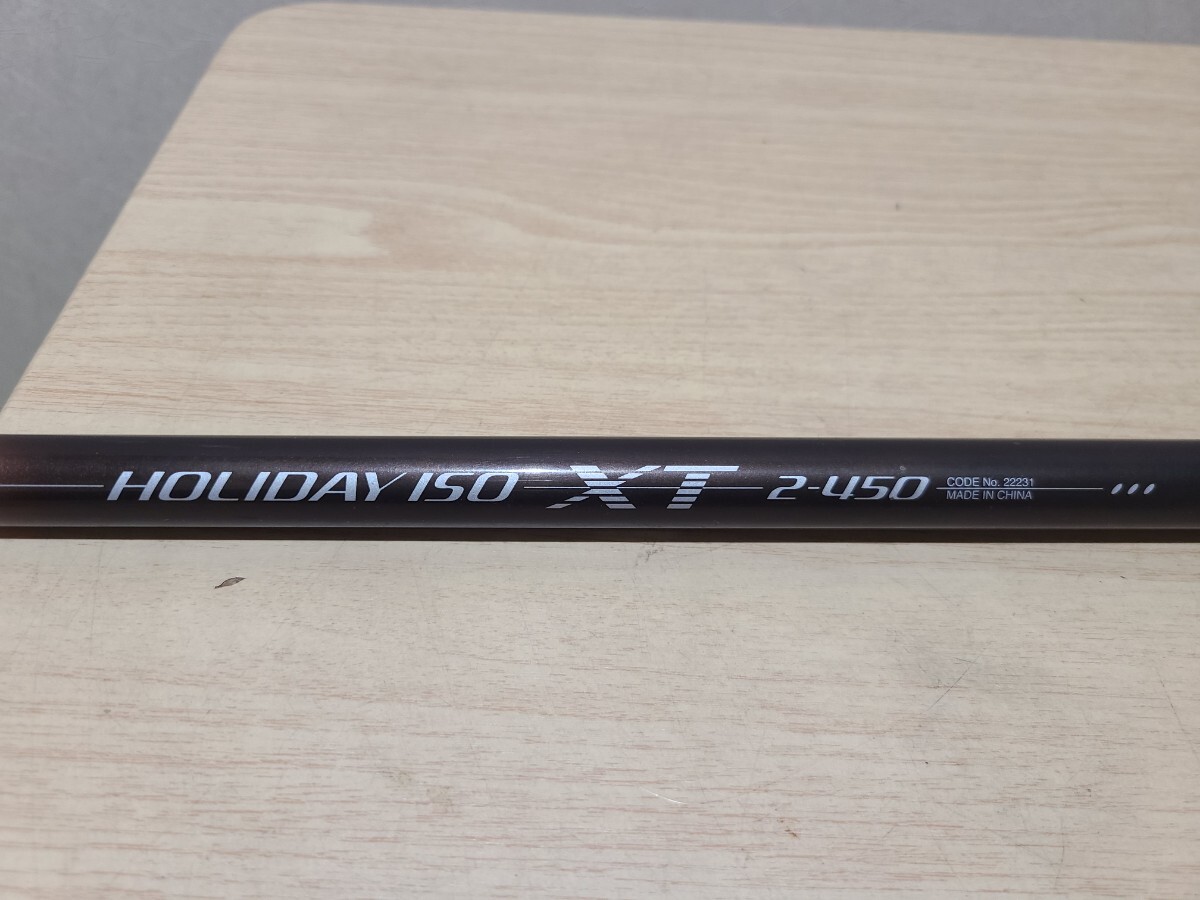 HOLIDAY ISO XT 2-450 CODE No. 22231
MADE IN CHINA